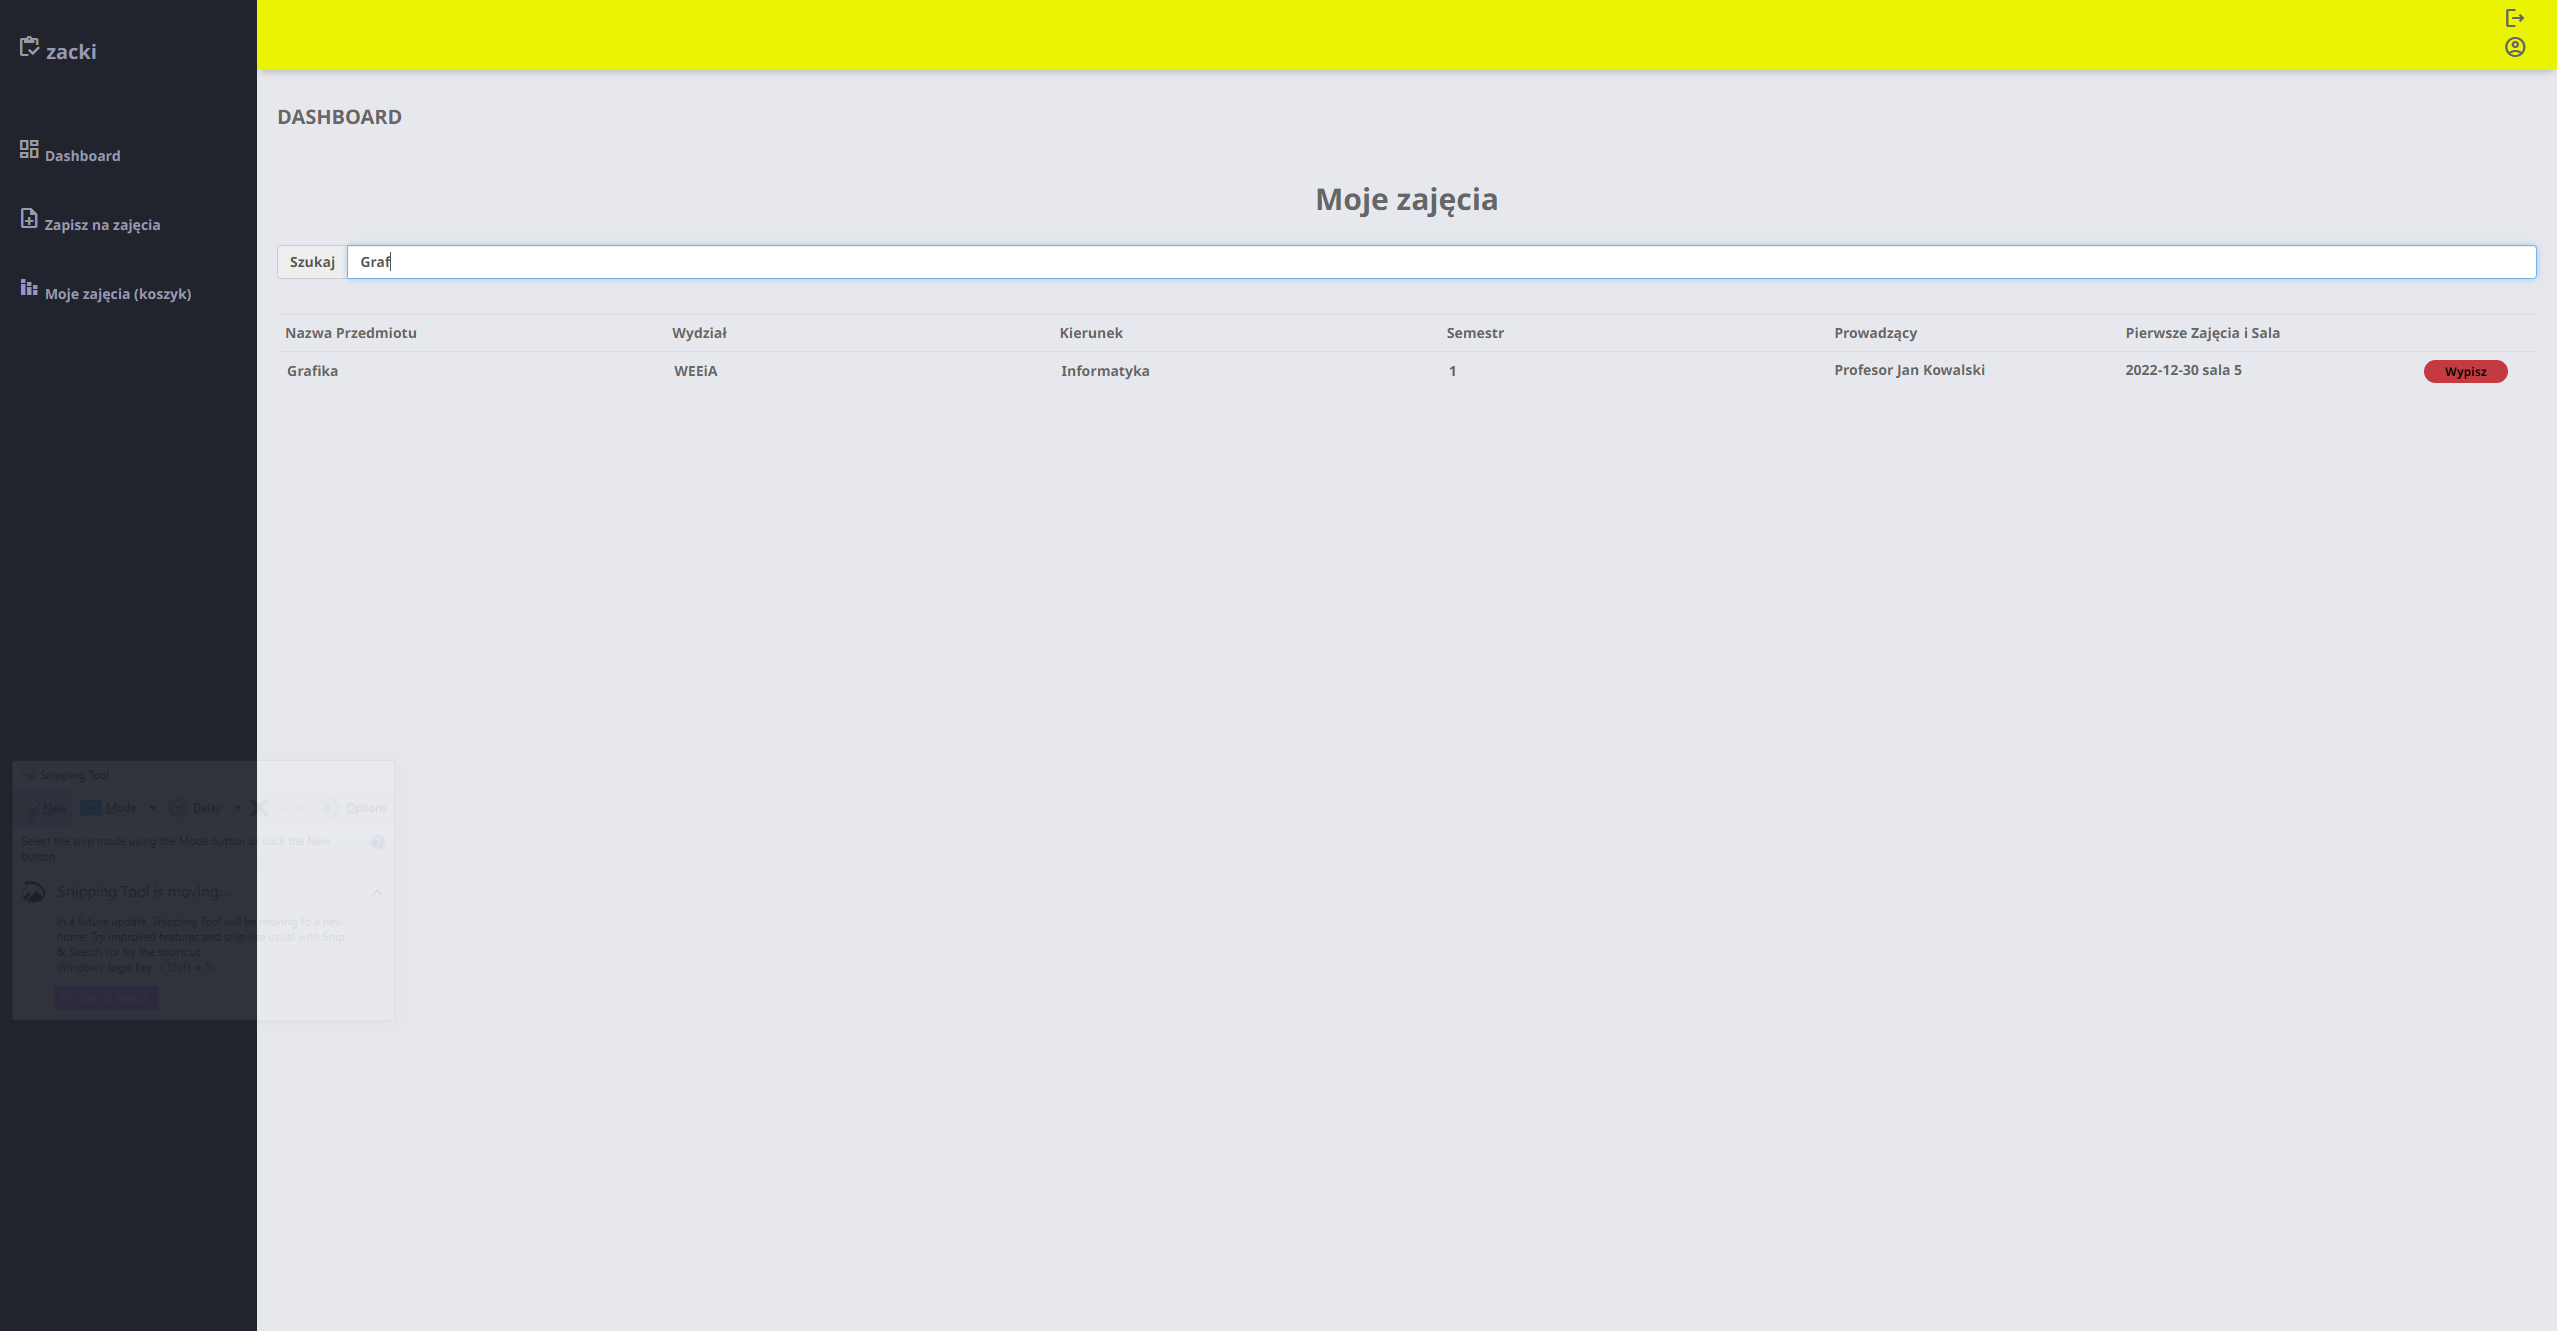 zacki
Dashboard
Zapisz na zajęcia
Moje zajęcia (koszyk)
DASHBOARD
Moje zajęcia
Szukaj Graf
Nazwa Przedmiotu Wydział Kierunek Semestr Prowadzący Pierwsze Zajęcia i Sala
Grafika WEEiA Informatyka 1 Profesor Jan Kowalski 2022-12-30 sala 5 Wypisz
Snipping Tool
New Mode Delay Options
Select the snip mode using the Mode button or click the New
button.
Snipping Tool is moving...
In a future update, Snipping Tool will be moving to a new
home. Try improved features and snip like usual with Snip
& Sketch (or try the shortcut
Windows logo key + Shift + S).